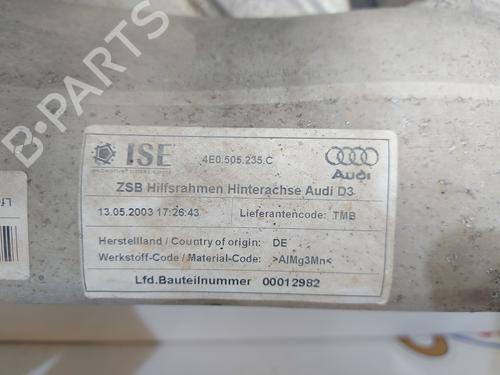 B-PARTS
ISE
4E0.505.235.C
Audi
ZSB Hilfsrahmen Hinterachse Audi D3
13.05.2003 17:26:43
Lieferantencode: TMB
Herstellland / Country of origin: DE
Werkstoff-Code / Material-Code: >AlMg3Mn<
Lfd.Bauteilnummer 00012982